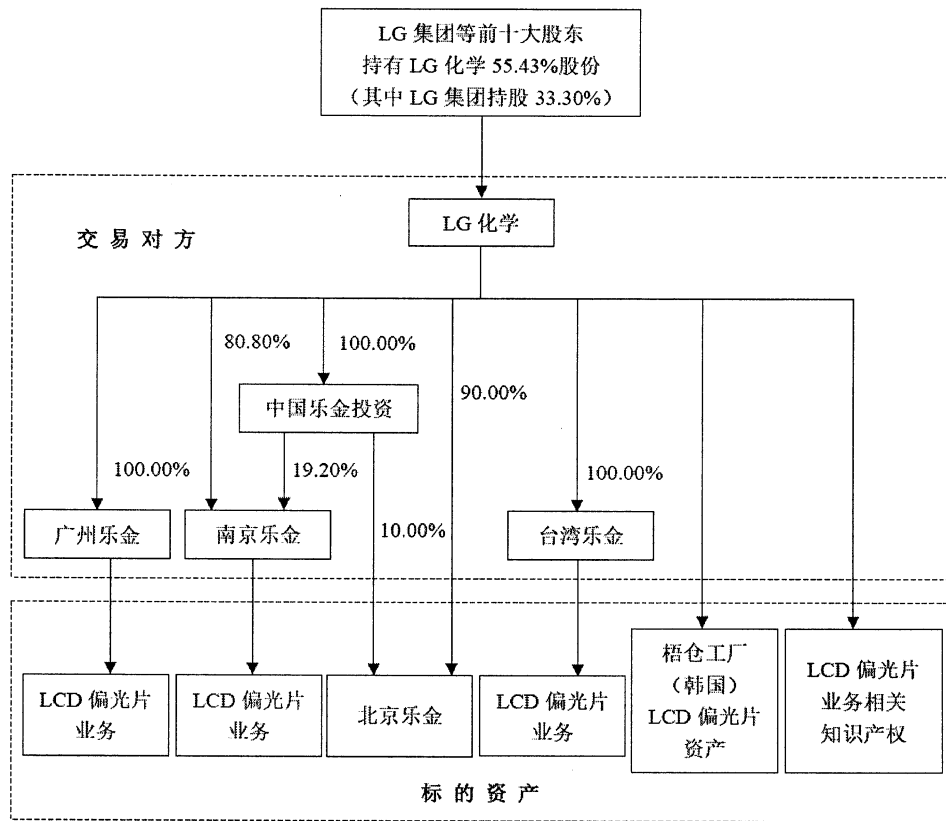 LG 集团等前十大股东
持有 LG 化学 55.43%股份
（其中 LG 集团持股 33.30%）
LG 化学
交 易 对 方
80.80%
100.00%
90.00%
中国乐金投资
100.00%
19.20%
100.00%
广州乐金
南京乐金
10.00%
台湾乐金
LCD 偏光片
业务
LCD 偏光片
业务
北京乐金
LCD 偏光片
业务
梧仓工厂
（韩国）
LCD 偏光片
资产
LCD 偏光片
业务相关
知识产权
标 的 资 产